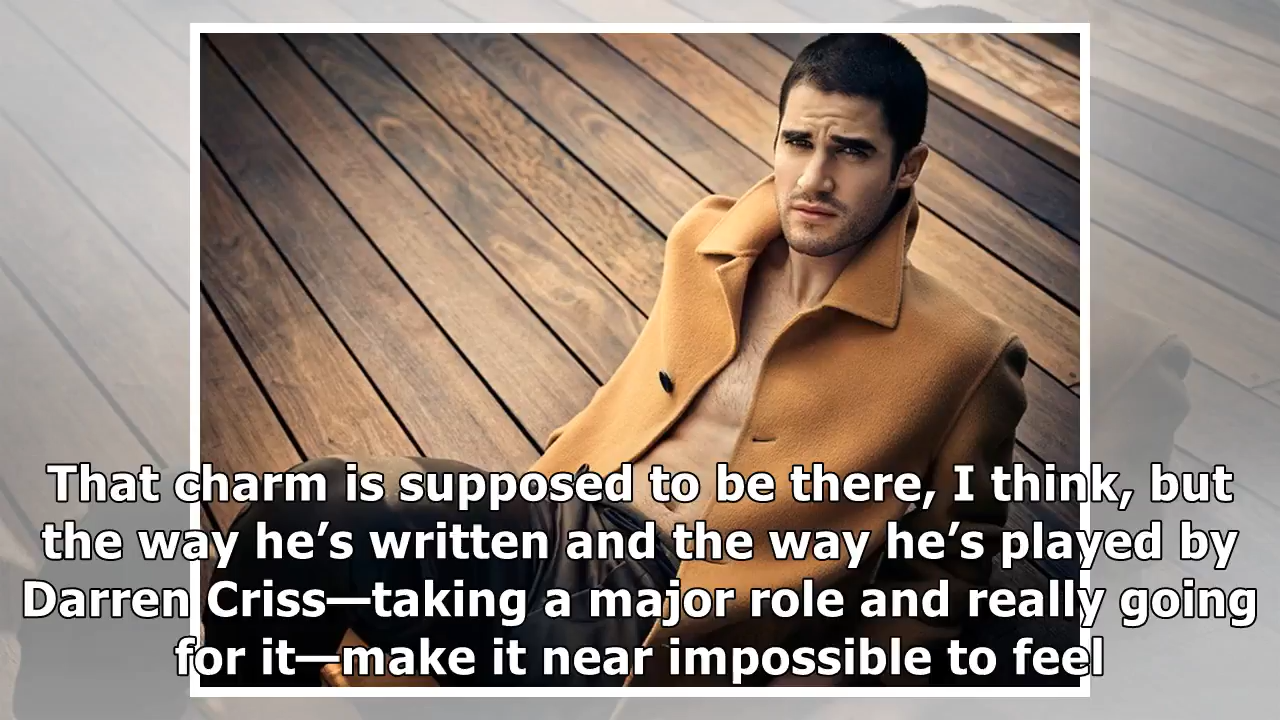 That charm is supposed to be there, I think, but
the way he’s written and the way he’s played by
Darren Criss—taking a major role and really going
for it—make it near impossible to feel